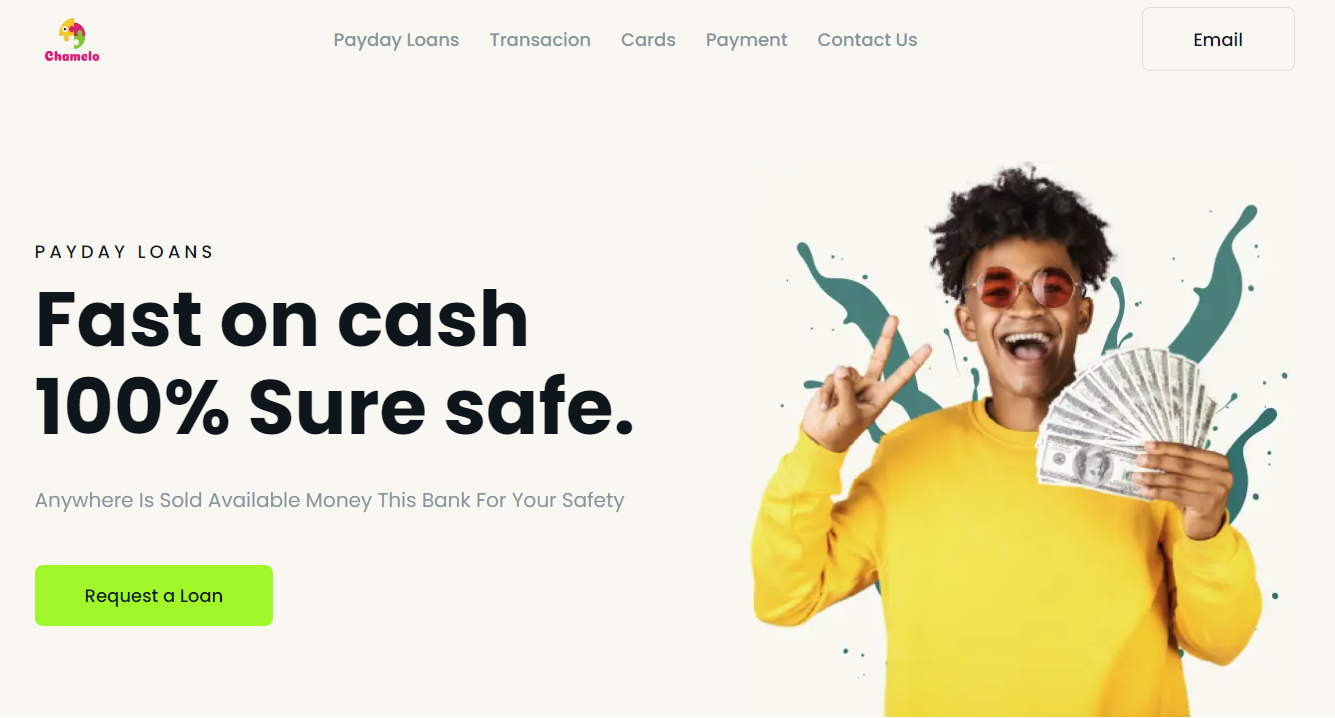 Chamelo
Payday Loans
Transacion
Cards
Payment
Contact Us
Email
PAYDAY LOANS
Fast on cash
100% Sure safe.
Anywhere Is Sold Available Money This Bank For Your Safety
Request a Loan